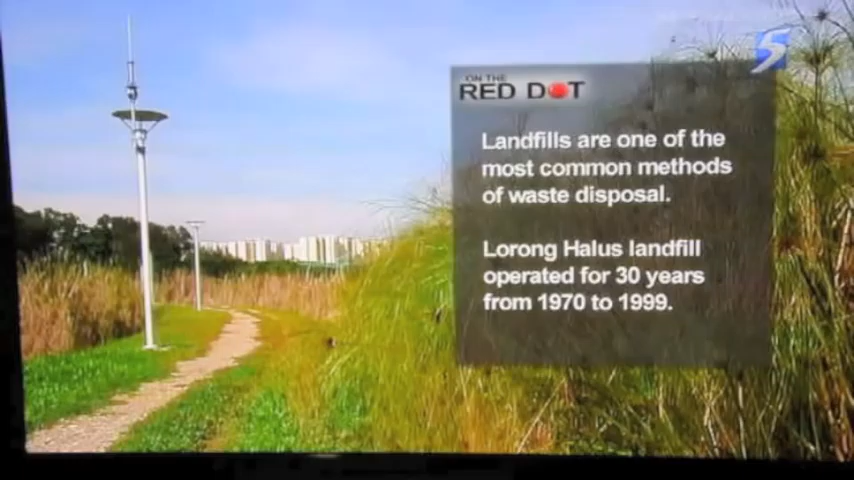 5
ON THE
RED DOT
Landfills are one of the
most common methods
of waste disposal.
Lorong Halus landfill
operated for 30 years
from 1970 to 1999.